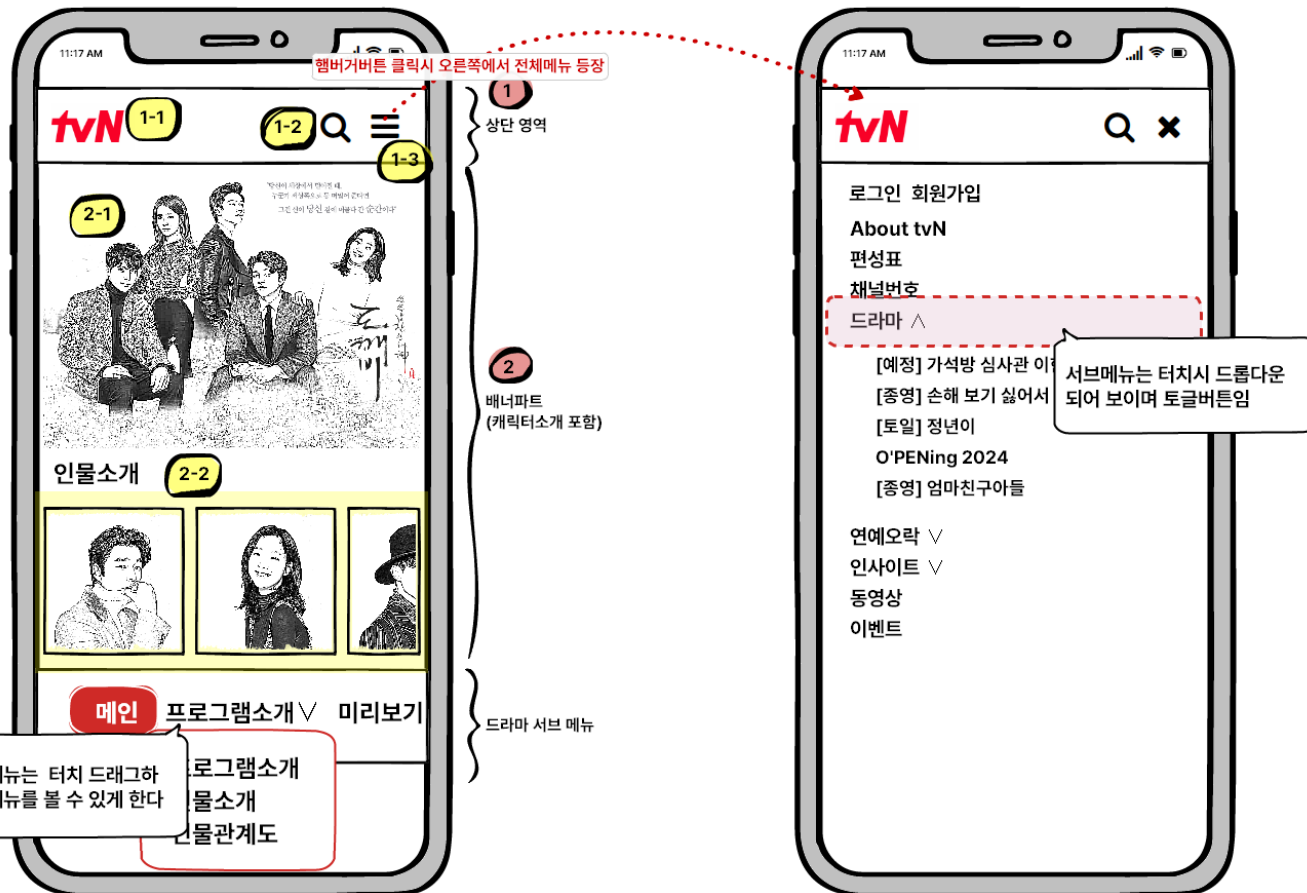 11:17 AM
햄버거버튼 클릭시 오른쪽에서 전체메뉴 등장
tvN
1-1
1-2
1-3
1
상단 영역
2-1
도깨비
2
배너파트
(캐릭터소개 포함)
인물소개
2-2
메인
프로그램소개 ∨
미리보기
드라마 서브 메뉴
뉴는 터치 드래그하
뉴를 볼 수 있게 한다
로그램소개
물소개
인물관계도
11:17 AM
tvN
로그인 회원가입
About tvN
편성표
채널번호
드라마 ∧
[예정] 가석방 심사관 이
[종영] 손해 보기 싫어서
[토일] 정년이
O'PENing 2024
[종영] 엄마친구아들
서브메뉴는 터치시 드롭다운
되어 보이며 토글버튼임
연예오락 ∨
인사이트 ∨
동영상
이벤트